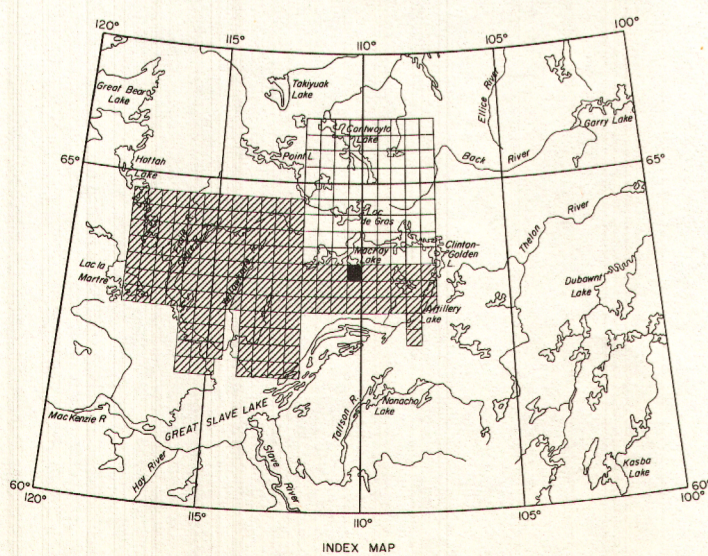 120°
115°
110°
105°
100°
Great Bear
Lake
Takiyuak
Lake
Ellice River
Garry Lake
Contwoyto
Lake
Point L.
Back River
65°
65°
Hottah
Lake
Lac
de Gras
Thelon River
MacKay
Lake
Clinton-
Golden
L.
Yellowknife R.
Lac la
Martre
Dubawnt
Lake
Artillery
Lake
MacKenzie R
GREAT SLAVE LAKE
Taltson R.
Nonacho
Lake
Hay River
Slave River
Kasba
Lake
60°
60°
120°
115°
110°
105°
100°
INDEX MAP